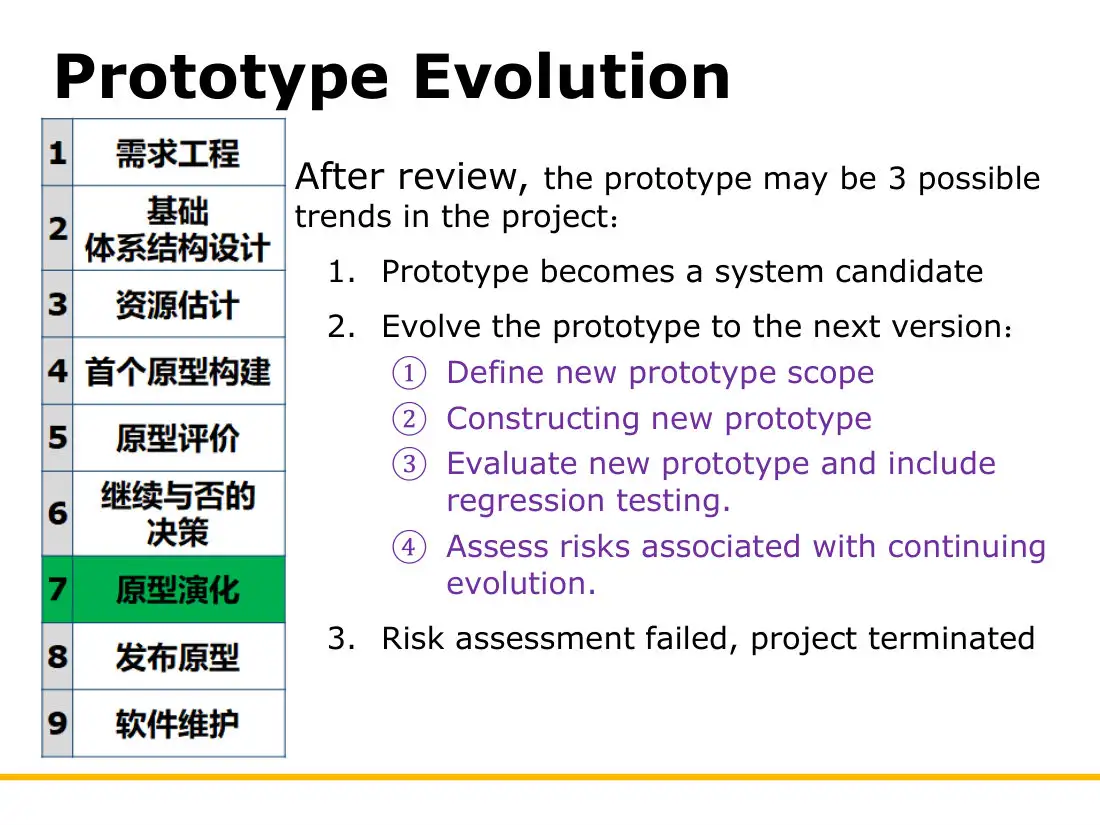 Prototype Evolution
1 需求工程
2 基础
体系结构设计
3 资源估计
4 首个原型构建
5 原型评价
6 继续与否的
决策
7 原型演化
8 发布原型
9 软件维护
After review, the prototype may be 3 possible
trends in the project：
1. Prototype becomes a system candidate
2. Evolve the prototype to the next version：
① Define new prototype scope
② Constructing new prototype
③ Evaluate new prototype and include
regression testing.
④ Assess risks associated with continuing
evolution.
3. Risk assessment failed, project terminated